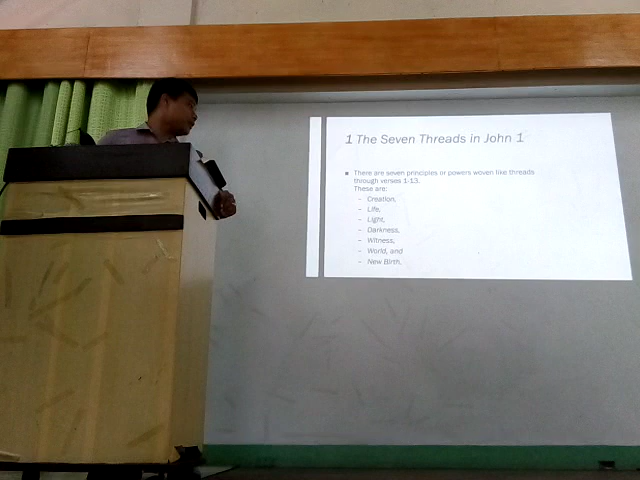 1 The Seven Threads in John 1
There are seven principles or powers woven like threads
through verses 1-13.
These are:
– Creation,
– Life,
– Light,
– Darkness,
– Witness,
– World, and
– New Birth.